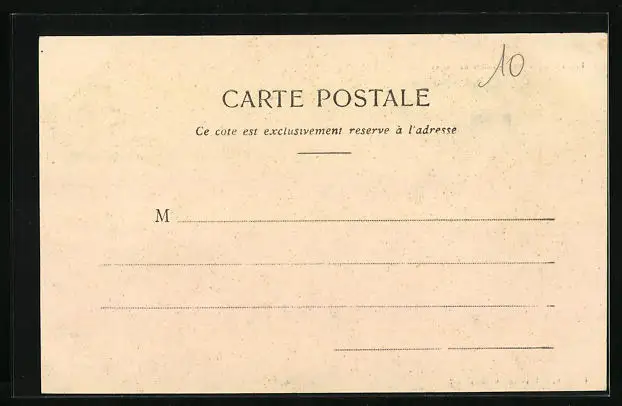 10
CARTE POSTALE
Ce cote est exclusivement reserve à l'adresse
M